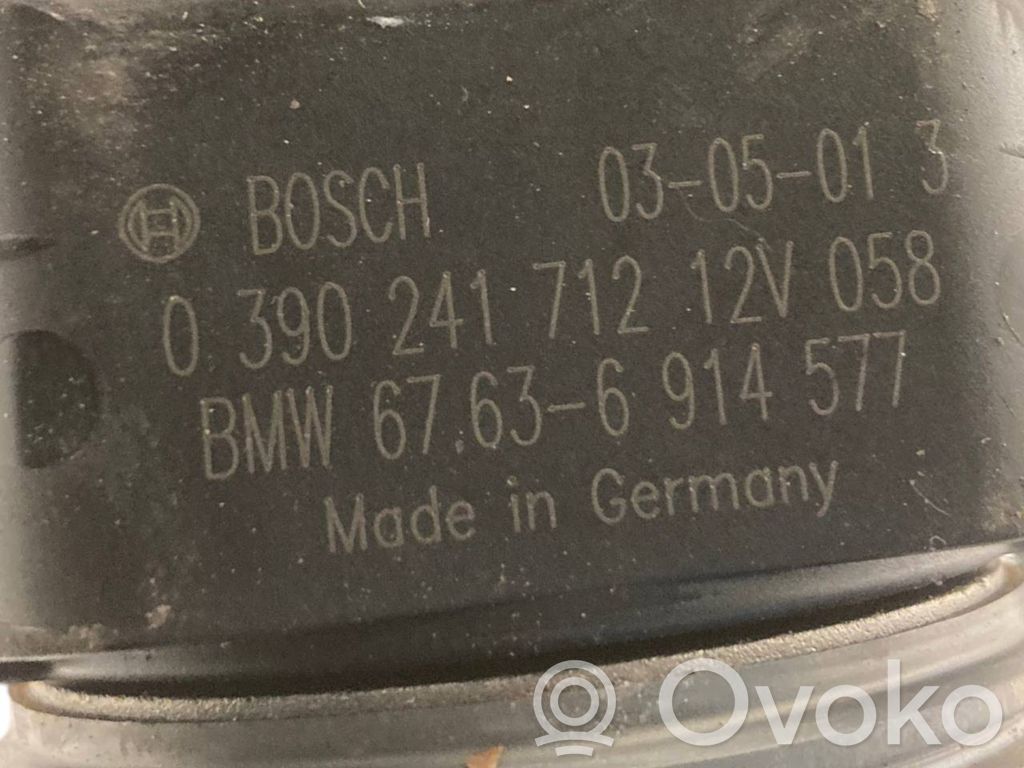 BOSCH 03-05-01 3
0 390 241 712 12V 058
BMW 67 63-6 914 577
Made in Germany
Ovoko